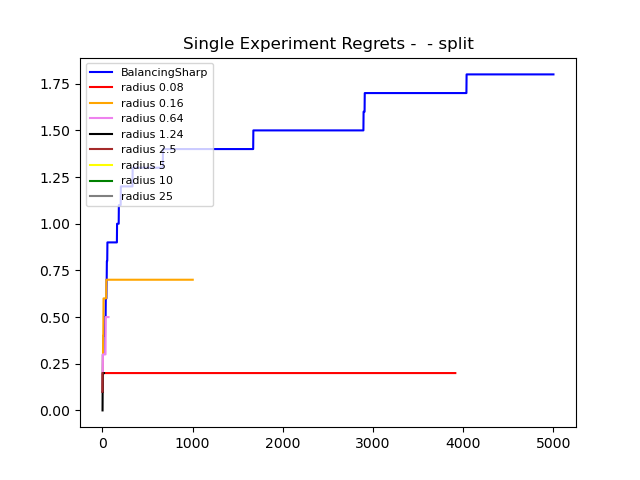 Single Experiment Regrets -  - split
BalancingSharp
radius 0.08
radius 0.16
radius 0.64
radius 1.24
radius 2.5
radius 5
radius 10
radius 25
1.75
1.50
1.25
1.00
0.75
0.50
0.25
0.00
0 1000 2000 3000 4000 5000